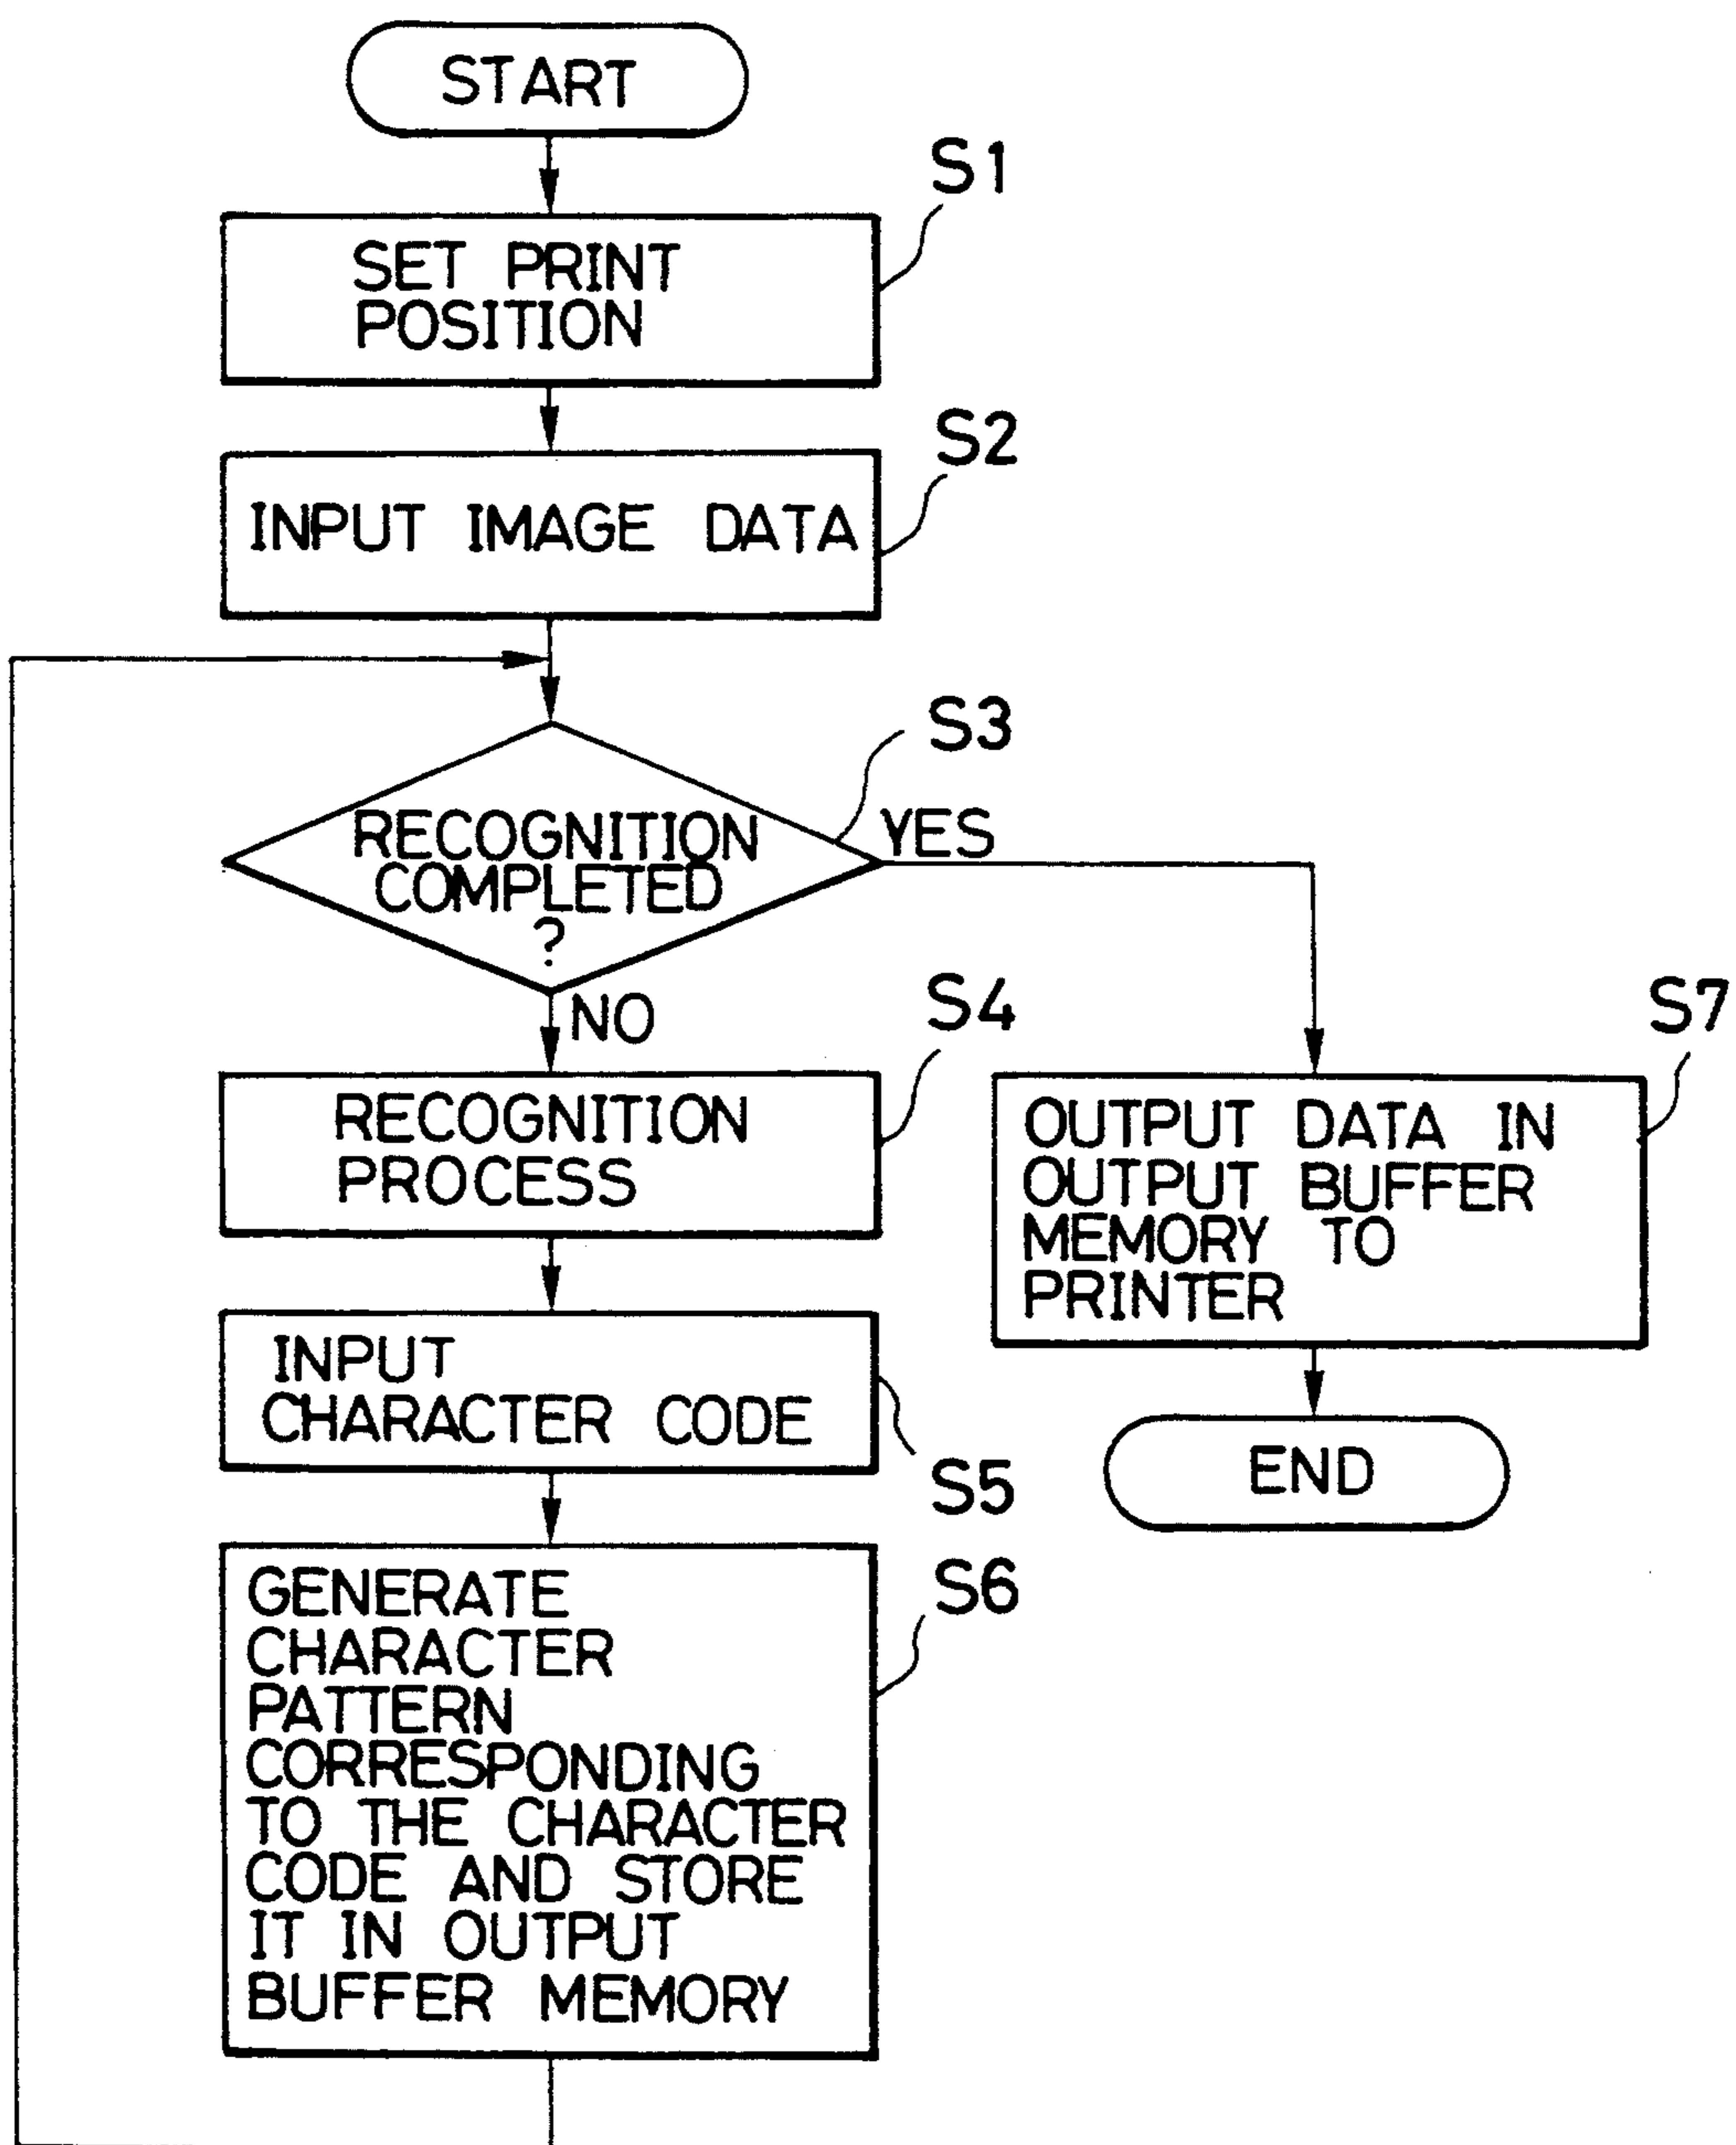 START
S1
SET PRINT
POSITION
S2
INPUT IMAGE DATA
S3
RECOGNITION
COMPLETED
?
YES
NO
S4
RECOGNITION
PROCESS
S7
OUTPUT DATA IN
OUTPUT BUFFER
MEMORY TO
PRINTER
INPUT
CHARACTER CODE
S5
END
S6
GENERATE
CHARACTER
PATTERN
CORRESPONDING
TO THE CHARACTER
CODE AND STORE
IT IN OUTPUT
BUFFER MEMORY